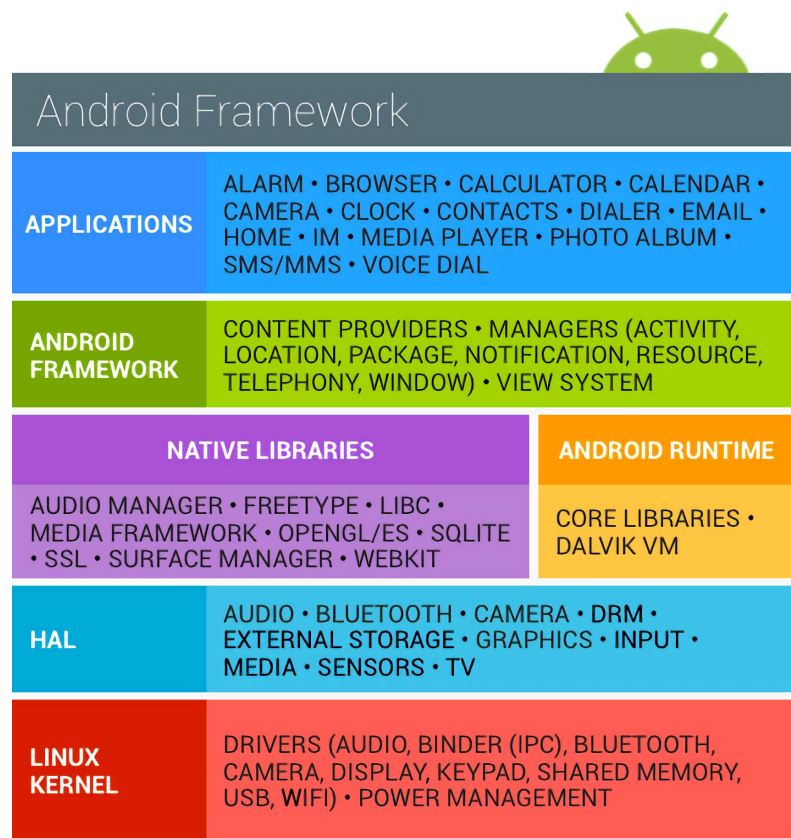 Android Framework
APPLICATIONS
ALARM • BROWSER • CALCULATOR • CALENDAR •
CAMERA • CLOCK • CONTACTS • DIALER • EMAIL •
HOME • IM • MEDIA PLAYER • PHOTO ALBUM •
SMS/MMS • VOICE DIAL
ANDROID
FRAMEWORK
CONTENT PROVIDERS • MANAGERS (ACTIVITY,
LOCATION, PACKAGE, NOTIFICATION, RESOURCE,
TELEPHONY, WINDOW) • VIEW SYSTEM
NATIVE LIBRARIES
AUDIO MANAGER • FREETYPE • LIBC •
MEDIA FRAMEWORK • OPENGL/ES • SQLITE
• SSL • SURFACE MANAGER • WEBKIT
ANDROID RUNTIME
CORE LIBRARIES •
DALVIK VM
HAL
AUDIO • BLUETOOTH • CAMERA • DRM •
EXTERNAL STORAGE • GRAPHICS • INPUT •
MEDIA • SENSORS • TV
LINUX
KERNEL
DRIVERS (AUDIO, BINDER (IPC), BLUETOOTH,
CAMERA, DISPLAY, KEYPAD, SHARED MEMORY,
USB, WIFI) • POWER MANAGEMENT